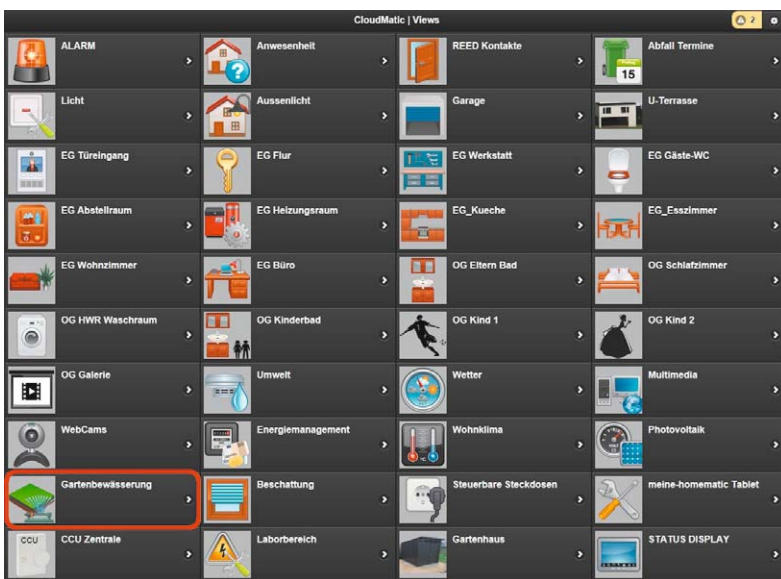 CloudMatic | Views
2
ALARM
Anwesenheit
REED Kontakte
Abfall Termine
15
Licht
Aussenlicht
Garage
U-Terrasse
EG Türeingang
EG Flur
EG Werkstatt
EG Gäste-WC
EG Abstellraum
EG Heizungsraum
EG_Kueche
EG_Esszimmer
EG Wohnzimmer
EG Büro
OG Eltern Bad
OG Schlafzimmer
OG HWR Waschraum
OG Kinderbad
OG Kind 1
OG Kind 2
OG Galerie
Umwelt
Wetter
Multimedia
WebCams
Energiemanagement
Wohnklima
Photovoltaik
Gartenbewässerung
Beschattung
Steuerbare Steckdosen
meine-homematic Tablet
CCU
CCU Zentrale
Laborbereich
Gartenhaus
STATUS DISPLAY